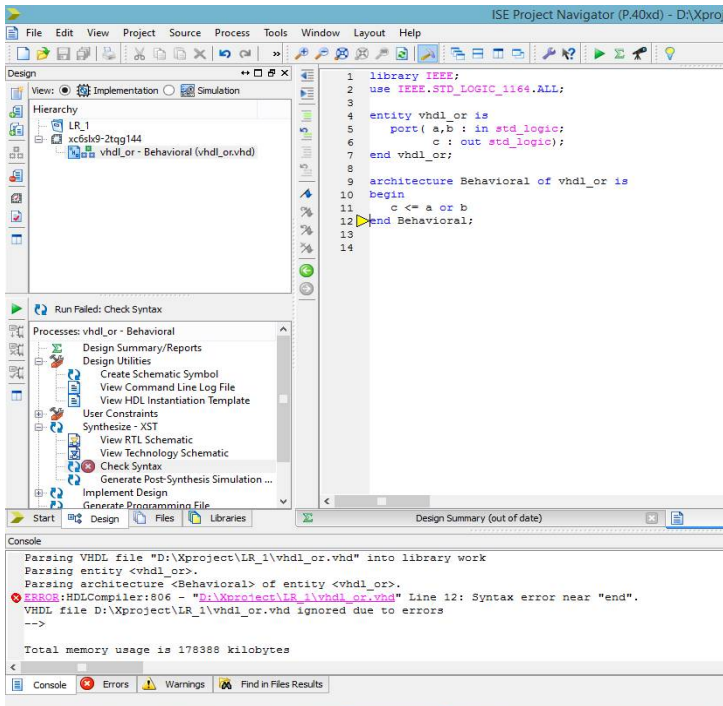 ISE Project Navigator (P.40xd) - D:\Xproj
File Edit View Project Source Process Tools Window Layout Help
»
Design
View: Implementation Simulation
Hierarchy
LR_1
xc6slx9-2tqg144
vhdl_or - Behavioral (vhdl_or.vhd)
1 library IEEE;
2 use IEEE.STD_LOGIC_1164.ALL;
3
4 entity vhdl_or is
5 port( a,b : in std_logic;
6 c : out std_logic);
7 end vhdl_or;
8
9 architecture Behavioral of vhdl_or is
10 begin
11 c <= a or b
12 end Behavioral;
13
14
Run Failed: Check Syntax
Processes: vhdl_or - Behavioral
Design Summary/Reports
Design Utilities
Create Schematic Symbol
View Command Line Log File
View HDL Instantiation Template
User Constraints
Synthesize - XST
View RTL Schematic
View Technology Schematic
Check Syntax
Generate Post-Synthesis Simulation ...
Implement Design
Generate Programming File
Start Design Files Libraries
Design Summary (out of date)
Console
Parsing VHDL file "D:\Xproject\LR_1\vhdl_or.vhd" into library work
Parsing entity <vhdl_or>.
Parsing architecture <Behavioral> of entity <vhdl_or>.
ERROR:HDLCompiler:806 - "D:\Xproject\LR_1\vhdl_or.vhd" Line 12: Syntax error near "end".
VHDL file D:\Xproject\LR_1\vhdl_or.vhd ignored due to errors
-->
Total memory usage is 178388 kilobytes
Console Errors Warnings Find in Files Results